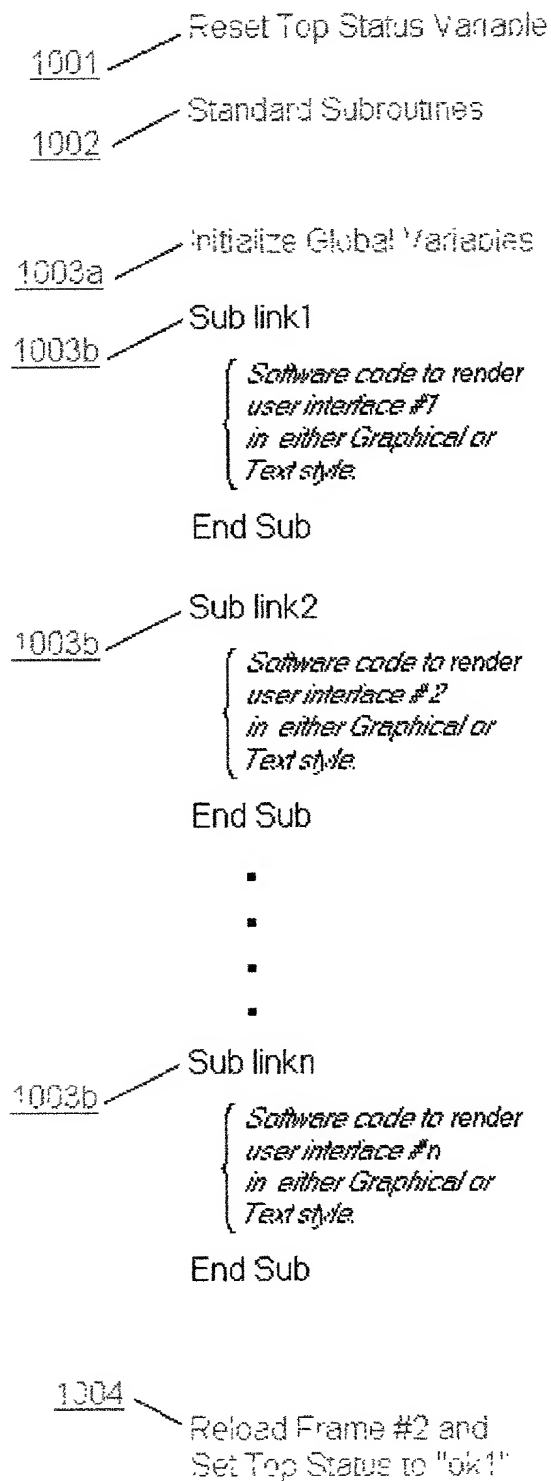 Reset Top Status Variable
1001
Standard Subroutines
1002
Initialize Global Variables
1003a
Sub link1
1003b
Software code to render
user interface #1
in either Graphical or
Text style.
End Sub
Sub link2
1003b
Software code to render
user interface #2
in either Graphical or
Text style.
End Sub
Sub linkn
1003b
Software code to render
user interface #n
in either Graphical or
Text style.
End Sub
1004
Reload Frame #2 and
Set Top Status to "ok1"